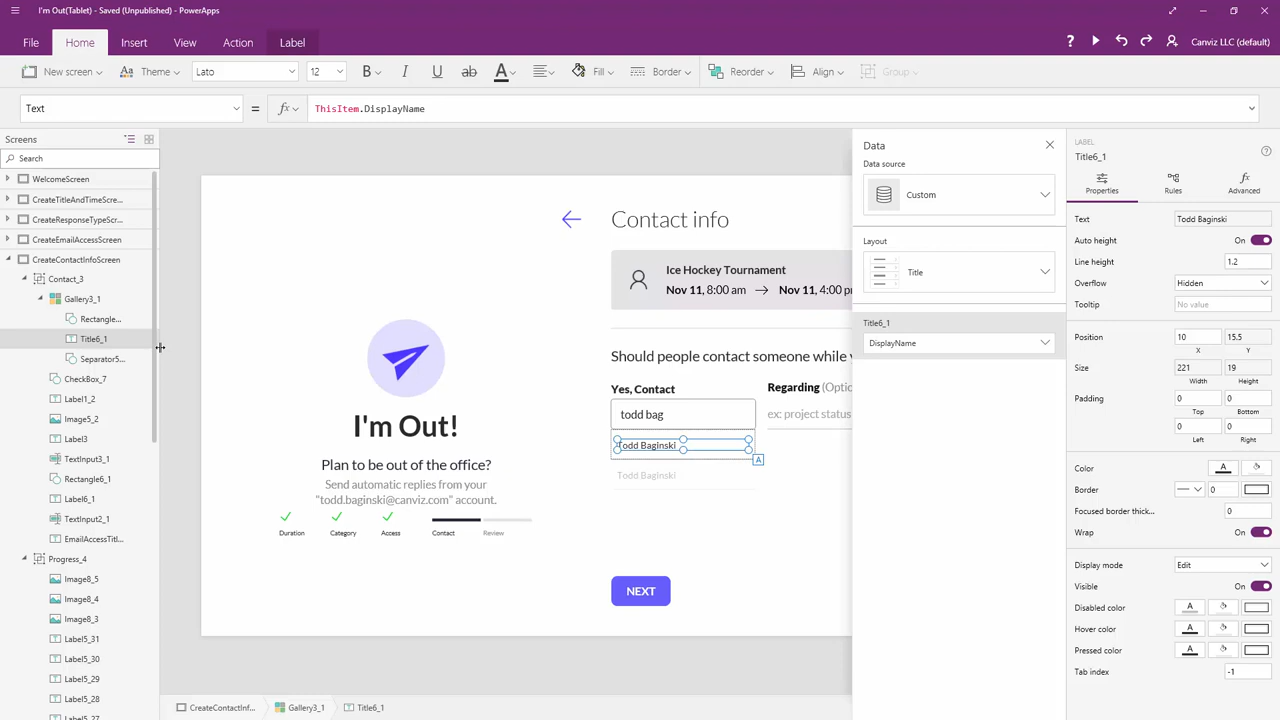 I'm Out(Tablet) - Saved (Unpublished) - PowerApps
File Home Insert View Action Label
? Canviz LLC (default)
New screen Theme Lato 12 B I U ab A Fill Border Reorder Align Group
Text = fx ThisItem.DisplayName
Screens
Search
WelcomeScreen
CreateTitleAndTimeScre...
CreateResponseTypeScr...
CreateEmailAccessScreen
CreateContactInfoScreen
Contact_3
Gallery3_1
Rectangle...
Title6_1
Separator5...
CheckBox_7
Label1_2
Image5_2
Label3
TextInput3_1
Rectangle6_1
Label6_1
TextInput2_1
EmailAccessTitl...
Progress_4
Image8_5
Image8_4
Image8_3
Label5_31
Label5_30
Label5_29
Label5_28
Label5_27
I'm Out!
Plan to be out of the office?
Send automatic replies from your
"todd.baginski@canviz.com" account.
Duration Category Access Contact Review
Contact info
Ice Hockey Tournament
Nov 11, 8:00 am → Nov 11, 4:00 pm
Should people contact someone while
Yes, Contact Regarding (Optio
todd bag ex: project status
Todd Baginski
A
Todd Baginski
NEXT
CreateContactInf... Gallery3_1 Title6_1
Data
Data source
Custom
Layout
Title
Title6_1
DisplayName
LABEL
Title6_1
?
Properties Rules Advanced
Text Todd Baginski
Auto height On
Line height 1.2
Overflow Hidden
Tooltip No value
Position 10 15.5
X Y
Size 221 19
Width Height
Padding 0 0
Top Bottom
0 0
Left Right
Color A
Border 0
Focused border thick... 0
Wrap On
Display mode Edit
Visible On
Disabled color A
Hover color A
Pressed color A
Tab index -1